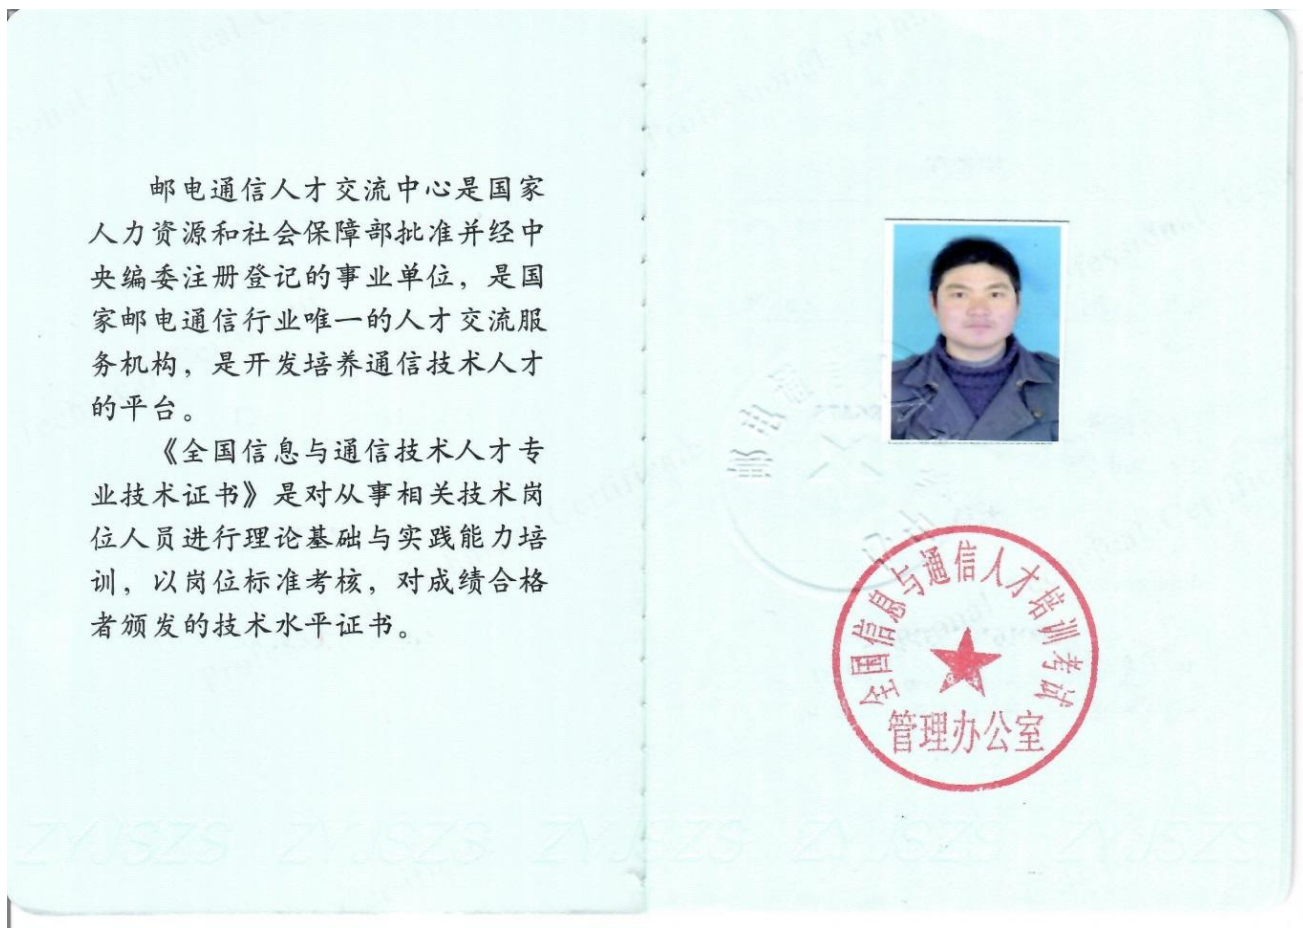 邮电通信人才交流中心是国家
人力资源和社会保障部批准并经中
央编委注册登记的事业单位，是国
家邮电通信行业唯一的人才交流服
务机构，是开发培养通信技术人才
的平台。
《全国信息与通信技术人才专
业技术证书》是对从事相关技术岗
位人员进行理论基础与实践能力培
训，以岗位标准考核，对成绩合格
者颁发的技术水平证书。
邮电通
全国信息与通信人才培训考试
管理办公室
ZYJSZS ZYJSZS ZYJSZS ZYJSZS ZYJSZS